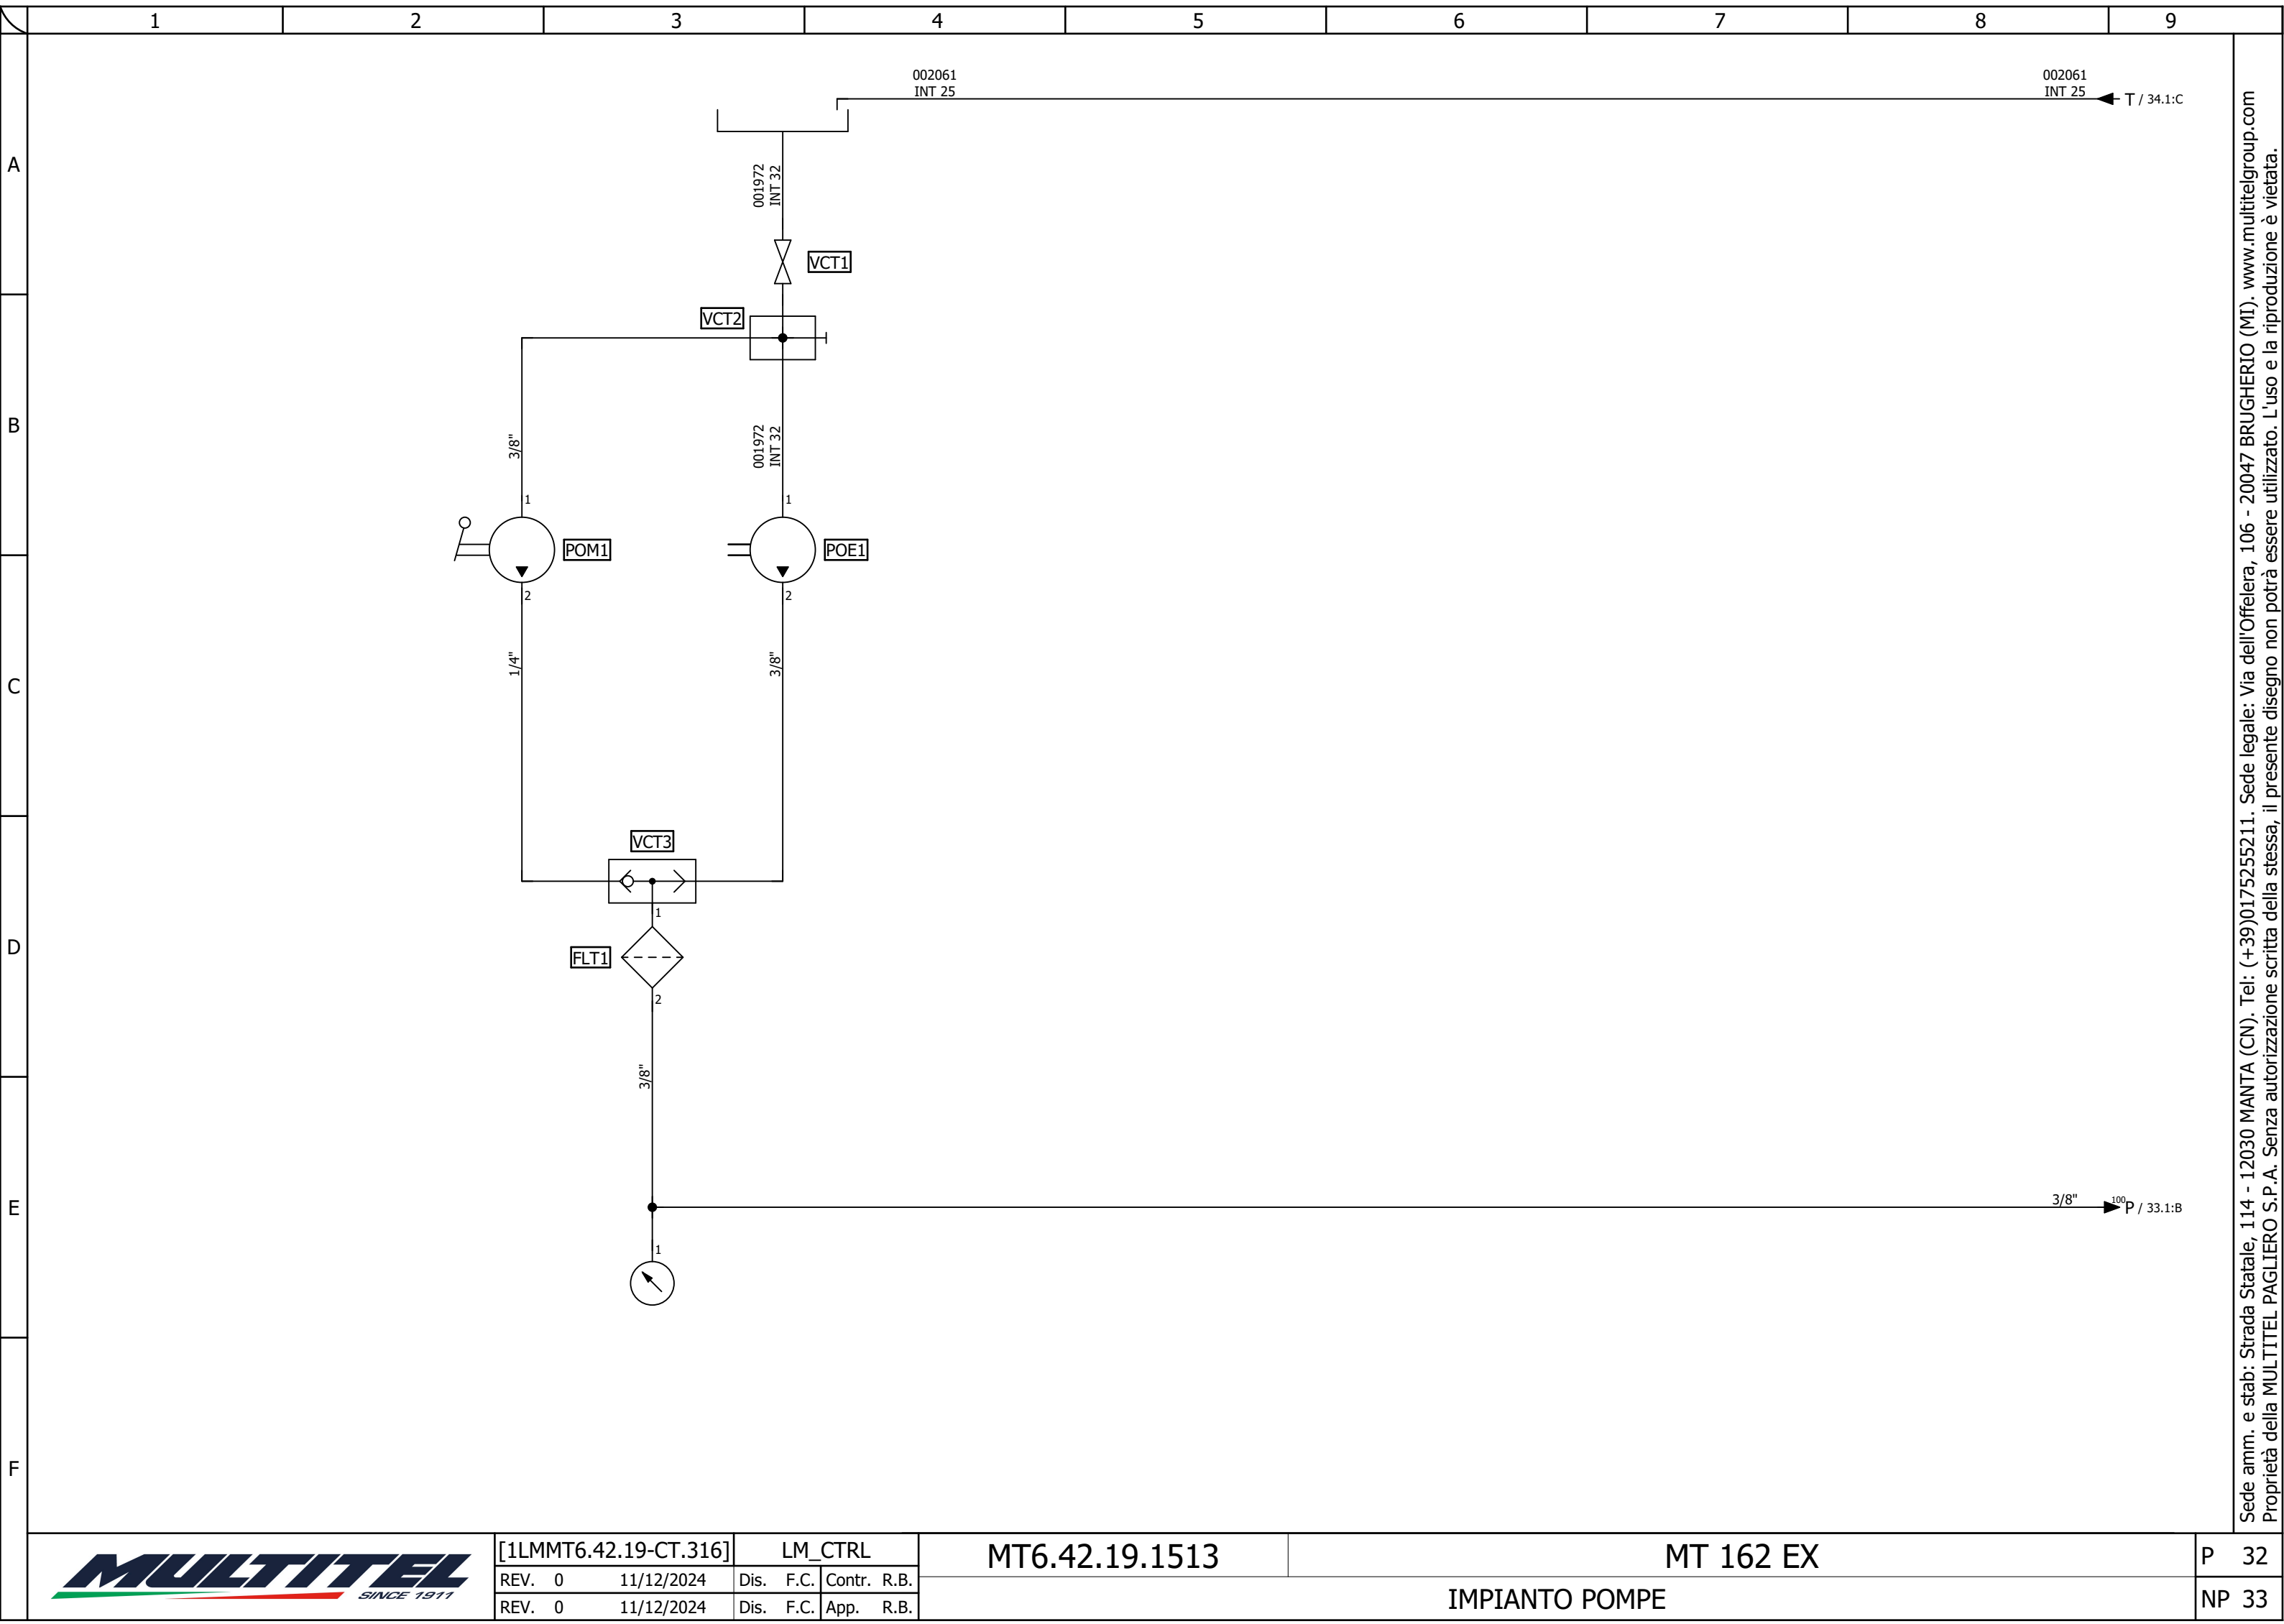 1 2 3 4 5 6 7 8 9
002061
INT 25
002061
INT 25
T / 34.1:C
A
001972
INT 32
VCT1
VCT2
B
3/8"
001972
INT 32
1
1
POM1
POE1
2
2
C
1/4"
3/8"
VCT3
1
D
FLT1
2
3/8"
E
3/8"
100
P / 33.1:B
1
F
Sede amm. e stab: Strada Statale, 114 - 12030 MANTA (CN). Tel: (+39)0175255211. Sede legale: Via dell'Offelera, 106 - 20047 BRUGHERIO (MI). www.multitelgroup.com
Proprietà della MULTITEL PAGLIERO S.P.A. Senza autorizzazione scritta della stessa, il presente disegno non potrà essere utilizzato. L'uso e la riproduzione è vietata.
MULTITEL
SINCE 1911
[1LMMT6.42.19-CT.316] LM_CTRL
REV. 0 11/12/2024 Dis. F.C. Contr. R.B.
REV. 0 11/12/2024 Dis. F.C. App. R.B.
MT6.42.19.1513
MT 162 EX
IMPIANTO POMPE
P 32
NP 33